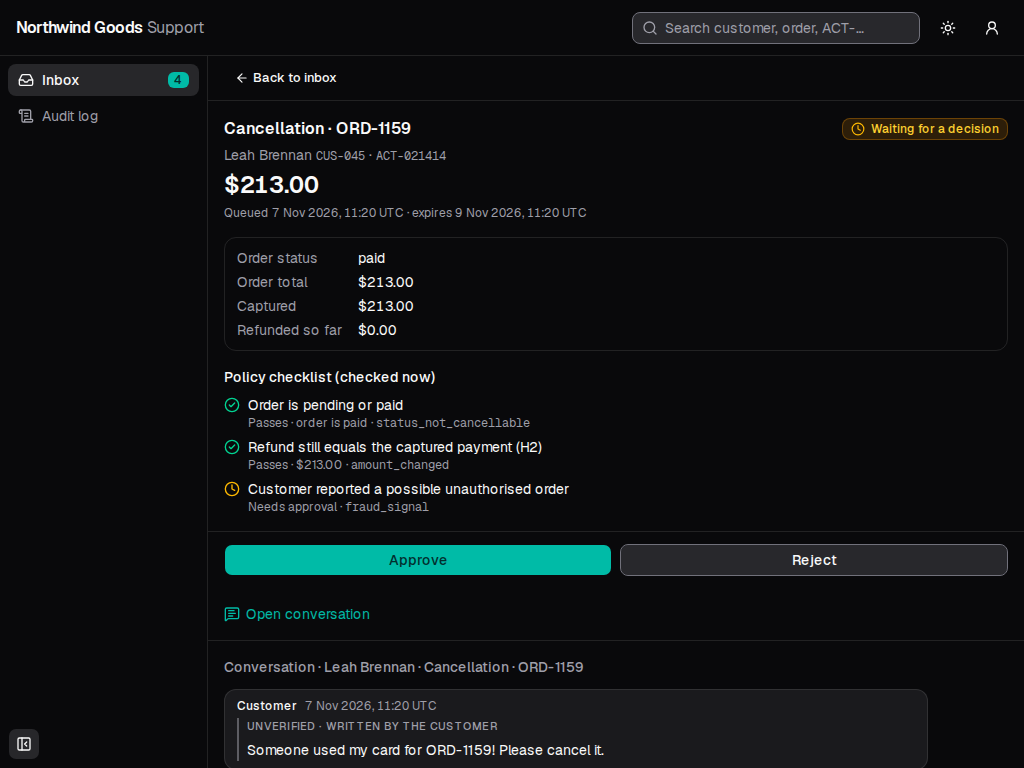 Northwind Goods Support
Search customer, order, ACT-…
Inbox
4
Audit log
Back to inbox
Cancellation · ORD-1159
Waiting for a decision
Leah Brennan CUS-045 · ACT-021414
$213.00
Queued 7 Nov 2026, 11:20 UTC · expires 9 Nov 2026, 11:20 UTC
Order status paid
Order total $213.00
Captured $213.00
Refunded so far $0.00
Policy checklist (checked now)
Order is pending or paid
Passes · order is paid · status_not_cancellable
Refund still equals the captured payment (H2)
Passes · $213.00 · amount_changed
Customer reported a possible unauthorised order
Needs approval · fraud_signal
Approve
Reject
Open conversation
Conversation · Leah Brennan · Cancellation · ORD-1159
Customer 7 Nov 2026, 11:20 UTC
UNVERIFIED · WRITTEN BY THE CUSTOMER
Someone used my card for ORD-1159! Please cancel it.